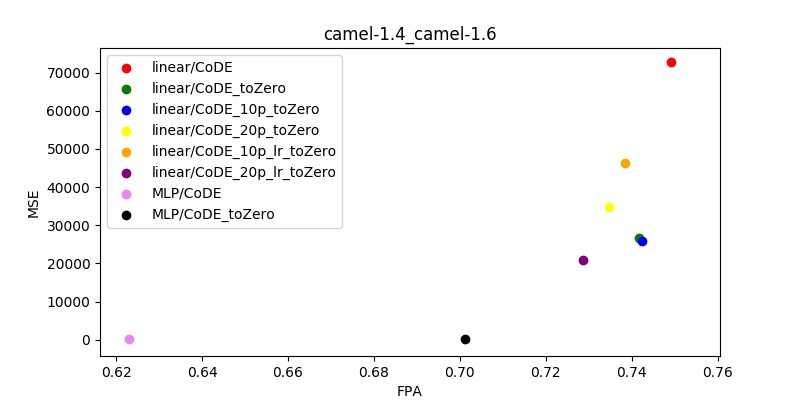 camel-1.4_camel-1.6
70000
60000
50000
40000
30000
20000
10000
0
MSE
linear/CoDE
linear/CoDE_toZero
linear/CoDE_10p_toZero
linear/CoDE_20p_toZero
linear/CoDE_10p_lr_toZero
linear/CoDE_20p_lr_toZero
MLP/CoDE
MLP/CoDE_toZero
0.62 0.64 0.66 0.68 0.70 0.72 0.74 0.76
FPA